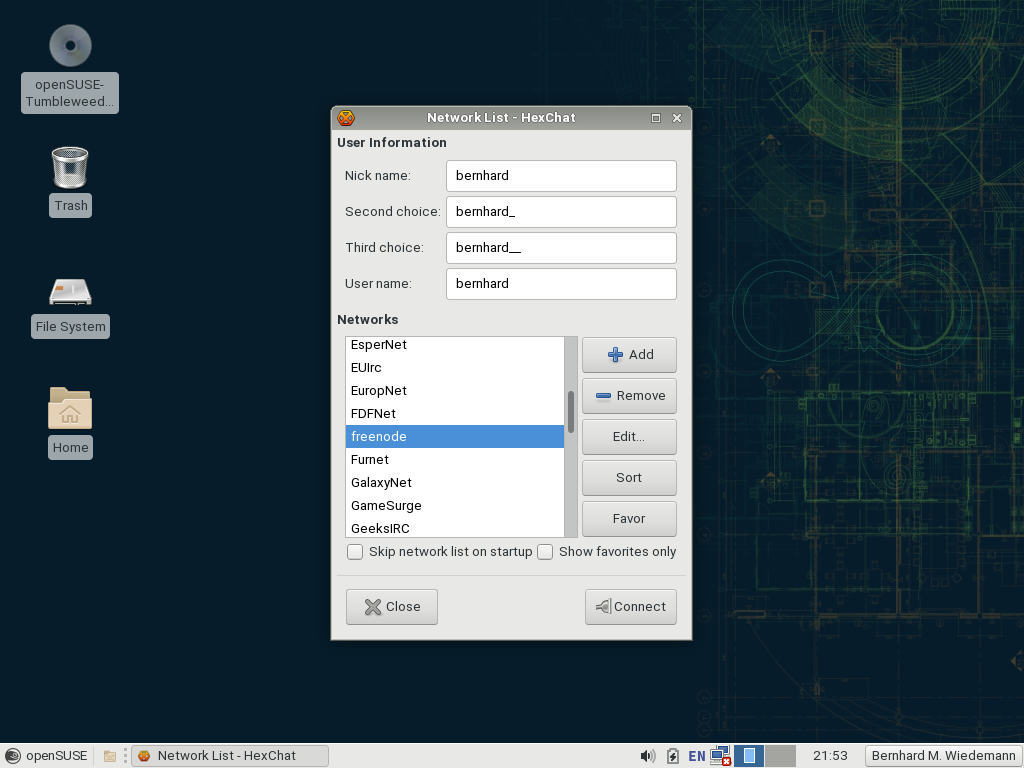 openSUSE-
Tumbleweed...
Trash
File System
Home
Network List - HexChat
User Information
Nick name: bernhard
Second choice: bernhard_
Third choice: bernhard__
User name: bernhard
Networks
EsperNet
EUIrc
EuropNet
FDFNet
freenode
Furnet
GalaxyNet
GameSurge
GeeksIRC
Add
Remove
Edit...
Sort
Favor
Skip network list on startup Show favorites only
Close Connect
openSUSE Network List - HexChat EN 21:53 Bernhard M. Wiedemann